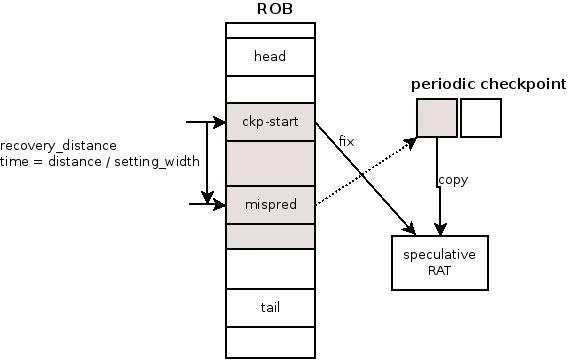 ROB
head
periodic checkpoint
ckp-start
fix
recovery_distance
time = distance / setting_width
copy
mispred
speculative
RAT
tail